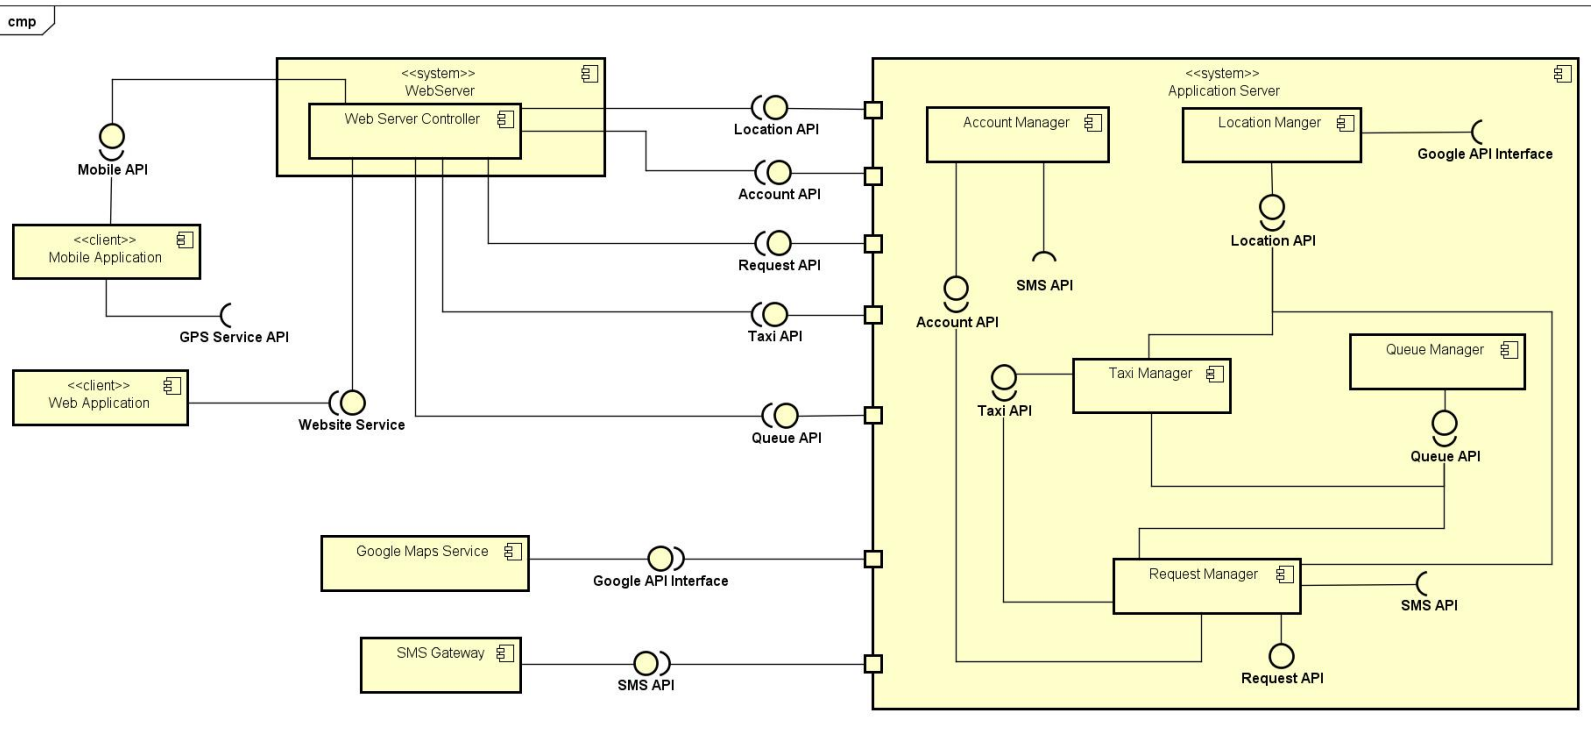 cmp
<<system>>
WebServer
Web Server Controller
Mobile API
<<client>>
Mobile Application
GPS Service API
<<client>>
Web Application
Website Service
Location API
Account API
Request API
Taxi API
Queue API
Google Maps Service
Google API Interface
SMS Gateway
SMS API
<<system>>
Application Server
Account Manager
Location Manger
Google API Interface
Location API
SMS API
Account API
Queue Manager
Taxi Manager
Taxi API
Queue API
Request Manager
SMS API
Request API